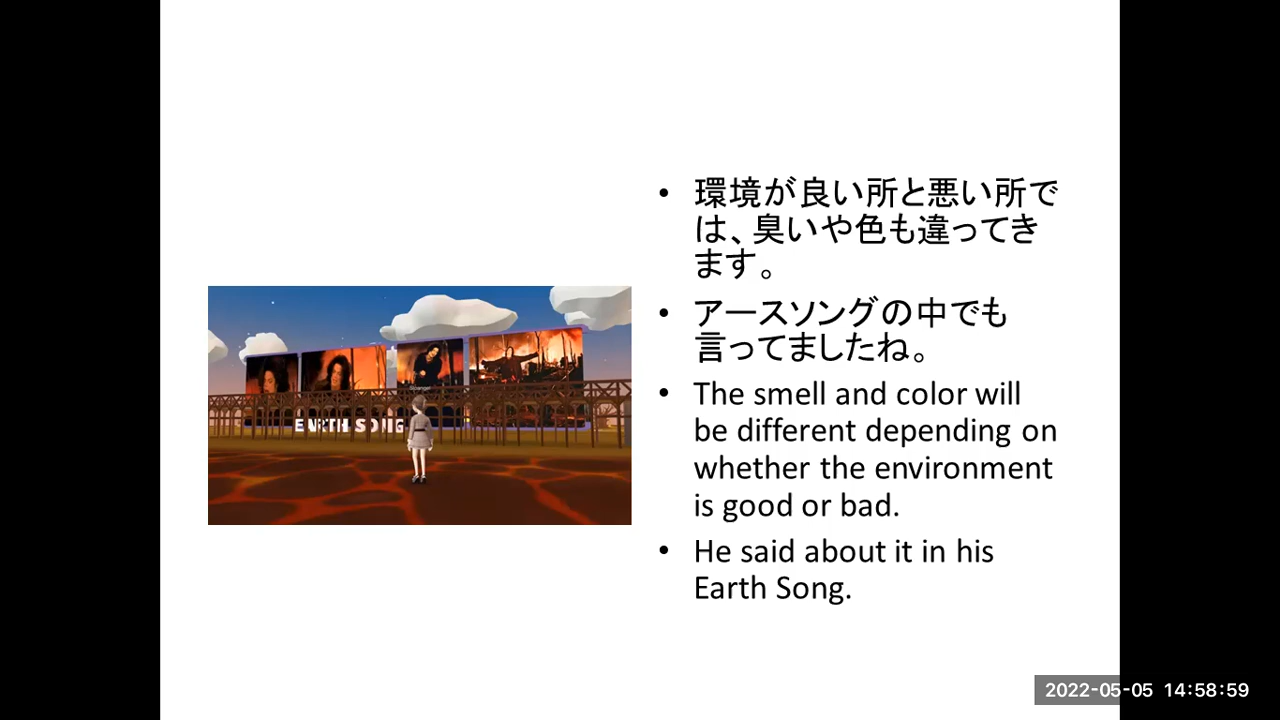 環境が良い所と悪い所で
は、臭いや色も違ってき
ます。
アースソングの中でも
言ってましたね。
The smell and color will
be different depending on
whether the environment
is good or bad.
He said about it in his
Earth Song.
EARTH SONG
2022-05-05 14:58:59